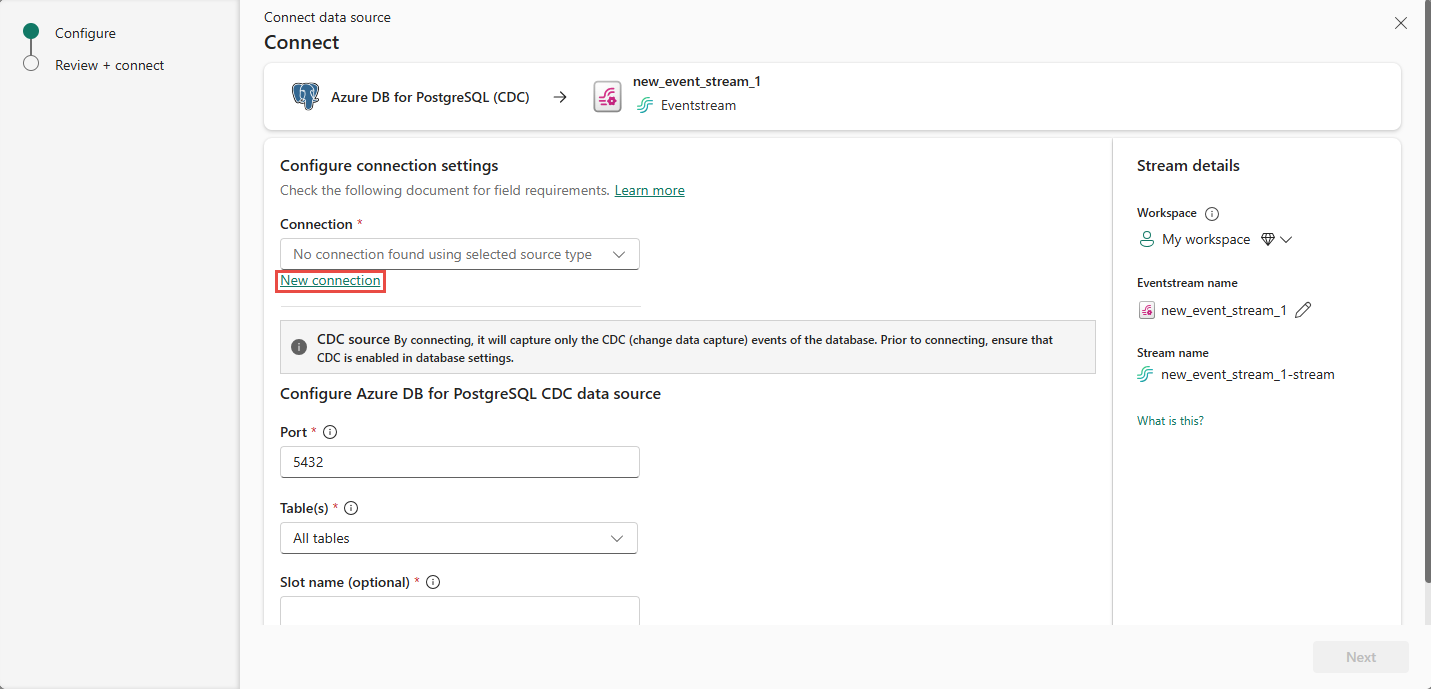 Configure
Review + connect
Connect data source
Connect
Azure DB for PostgreSQL (CDC)
new_event_stream_1
Eventstream
Configure connection settings
Check the following document for field requirements. Learn more
Connection *
No connection found using selected source type
New connection
CDC source By connecting, it will capture only the CDC (change data capture) events of the database. Prior to connecting, ensure that
CDC is enabled in database settings.
Configure Azure DB for PostgreSQL CDC data source
Port *
5432
Table(s) *
All tables
Slot name (optional) *
Stream details
Workspace
My workspace
Eventstream name
new_event_stream_1
Stream name
new_event_stream_1-stream
What is this?
Next